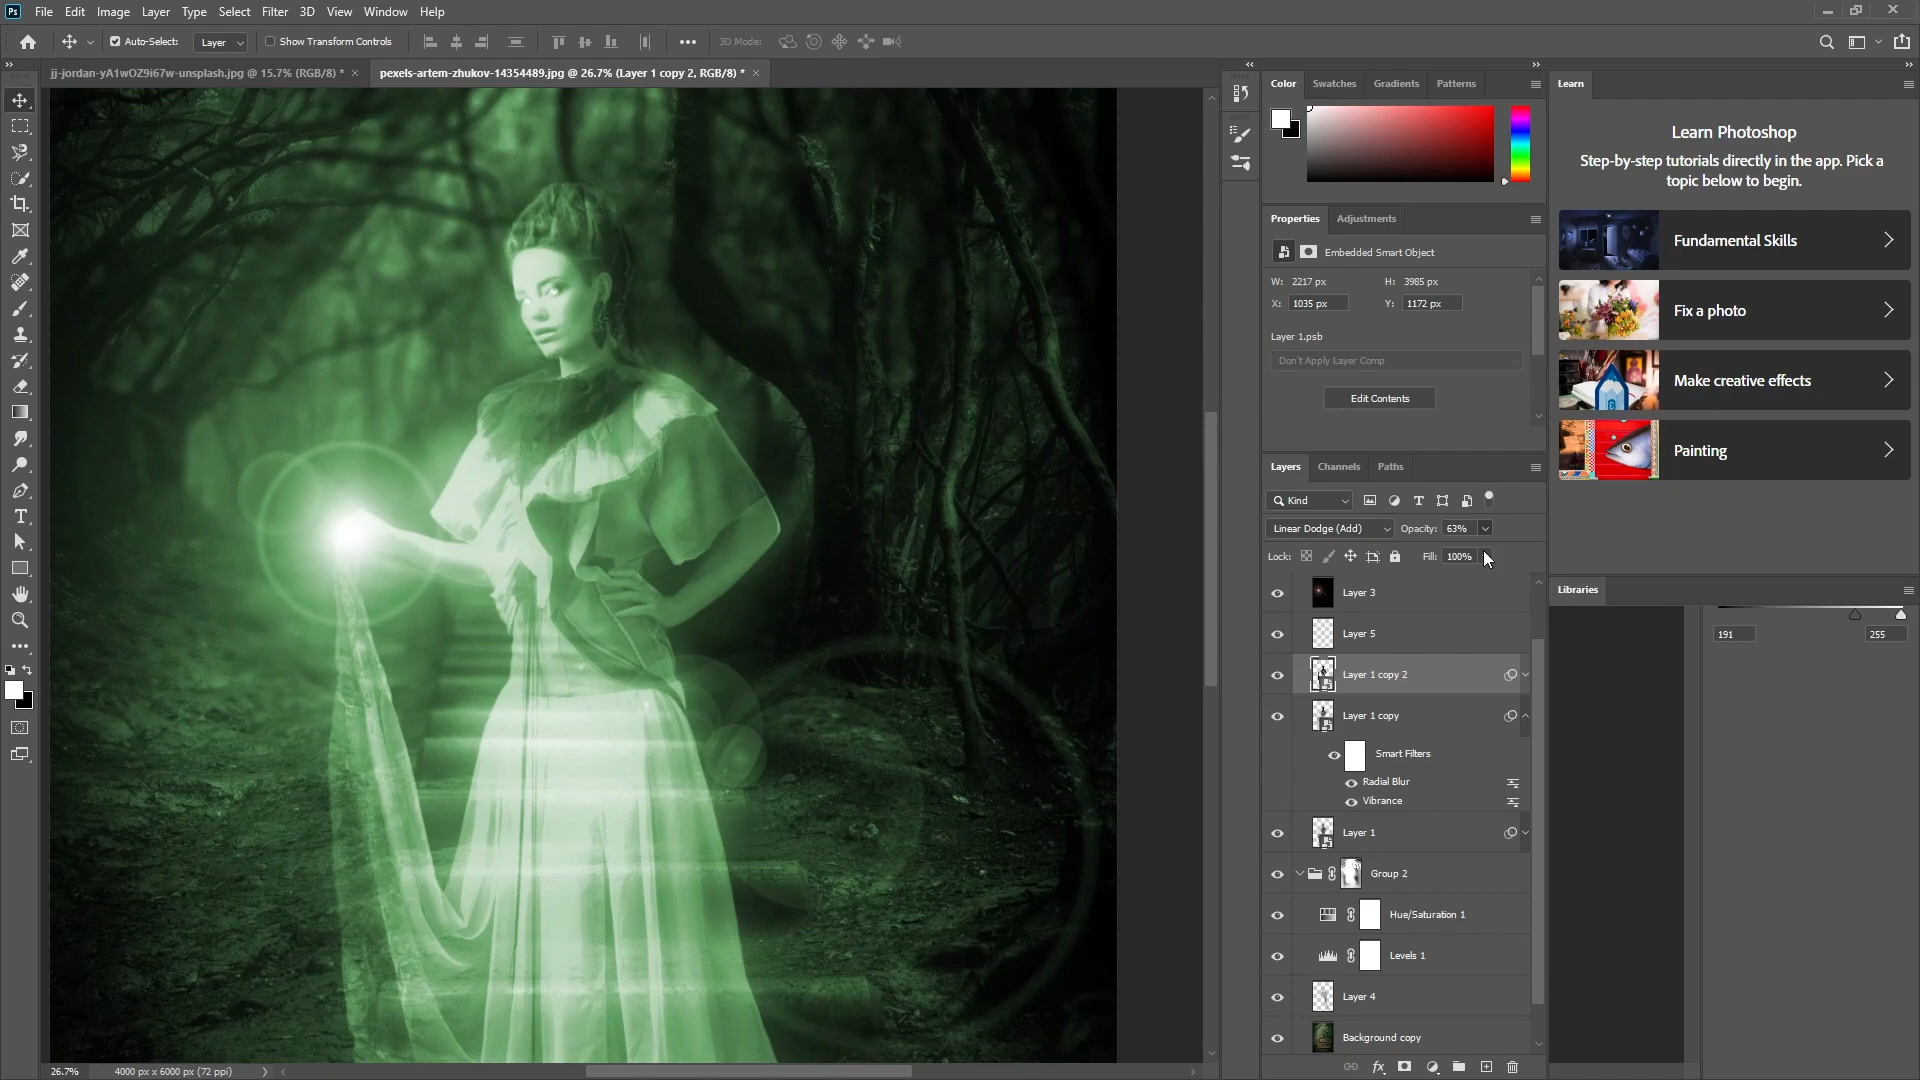 Ps File Edit Image Layer Type Select Filter 3D View Window Help
Auto-Select: Layer Show Transform Controls 3D Mode:
jj-jordan-yA1wOZ9i67w-unsplash.jpg @ 15.7% (RGB/8) *
pexels-artem-zhukov-14354489.jpg @ 26.7% (Layer 1 copy 2, RGB/8) *
Color Swatches Gradients Patterns
Properties Adjustments
Embedded Smart Object
W: 2217 px H: 3985 px
X: 1035 px Y: 1172 px
Layer 1.psb
Don't Apply Layer Comp
Edit Contents
Layers Channels Paths
Kind
Linear Dodge (Add) Opacity: 63%
Lock: Fill: 100%
Layer 3
Layer 5
Layer 1 copy 2
Layer 1 copy
Smart Filters
Radial Blur
Vibrance
Layer 1
Group 2
Hue/Saturation 1
Levels 1
Layer 4
Background copy
fx
Learn
Learn Photoshop
Step-by-step tutorials directly in the app. Pick a
topic below to begin.
Fundamental Skills
Fix a photo
Make creative effects
Painting
Libraries
191 255
26.7% 4000 px x 6000 px (72 ppi)